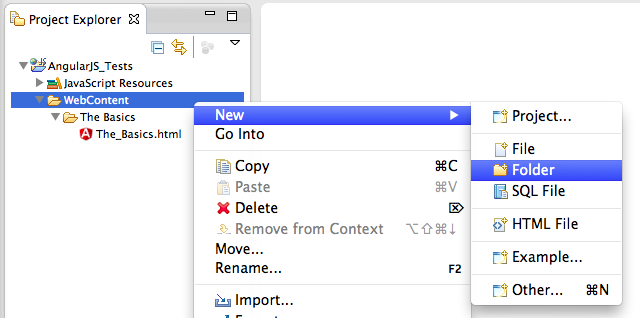 Project Explorer
AngularJS_Tests
JavaScript Resources
WebContent
The Basics
The_Basics.html
New
Go Into
Copy ⌘C
Paste ⌘V
Delete ⌦
Remove from Context ⌥⇧⌘↓
Move...
Rename... F2
Import...
Project...
File
Folder
SQL File
HTML File
Example...
Other... ⌘N